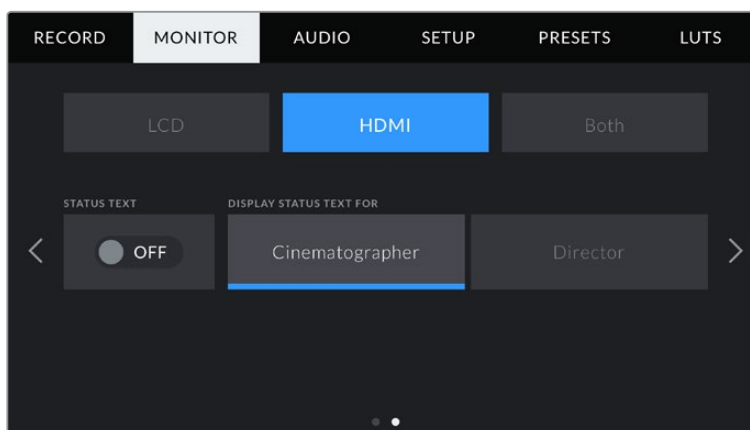 RECORD MONITOR AUDIO SETUP PRESETS LUTS
LCD HDMI Both
STATUS TEXT DISPLAY STATUS TEXT FOR
OFF Cinematographer Director